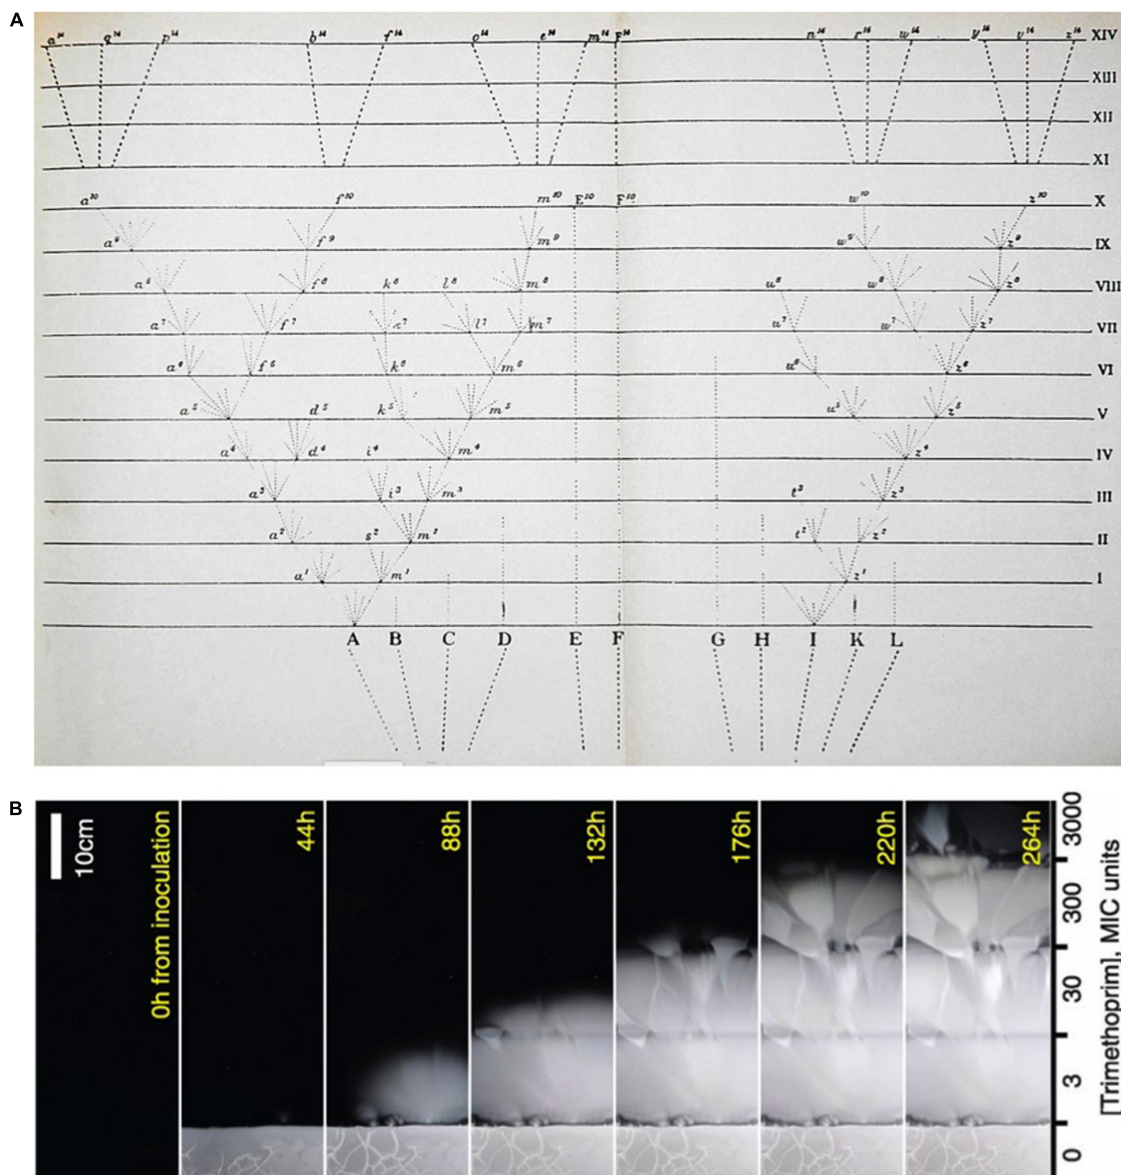 A
a¹⁴ q¹⁴ p¹⁴ b¹⁴ f¹⁴ o¹⁴ e¹⁴ m¹⁴ F¹⁴ n¹⁴ r¹⁴ w¹⁴ y¹⁴ v¹⁴ z¹⁴ XIV
XIII
XII
XI
a¹⁰ f¹⁰ m¹⁰ E¹⁰ F¹⁰ w¹⁰ z¹⁰ X
a⁹ f⁹ m⁹ w⁹ z⁹ IX
a⁸ f⁸ k⁸ l⁸ m⁸ u⁸ w⁸ z⁸ VIII
a⁷ f⁷ k⁷ l⁷ m⁷ u⁷ w⁷ z⁷ VII
a⁶ f⁶ k⁶ m⁶ u⁶ z⁶ VI
a⁵ d⁵ k⁵ m⁵ u⁵ z⁵ V
a⁴ d⁴ i⁴ m⁴ z⁴ IV
a³ i³ m³ t³ z³ III
a² s² m² t² z² II
a¹ m¹ z¹ I
A B C D E F G H I K L
B
10cm
0h from inoculation
44h
88h
132h
176h
220h
264h
0 3 30 300 3000
[Trimethoprim], MIC units